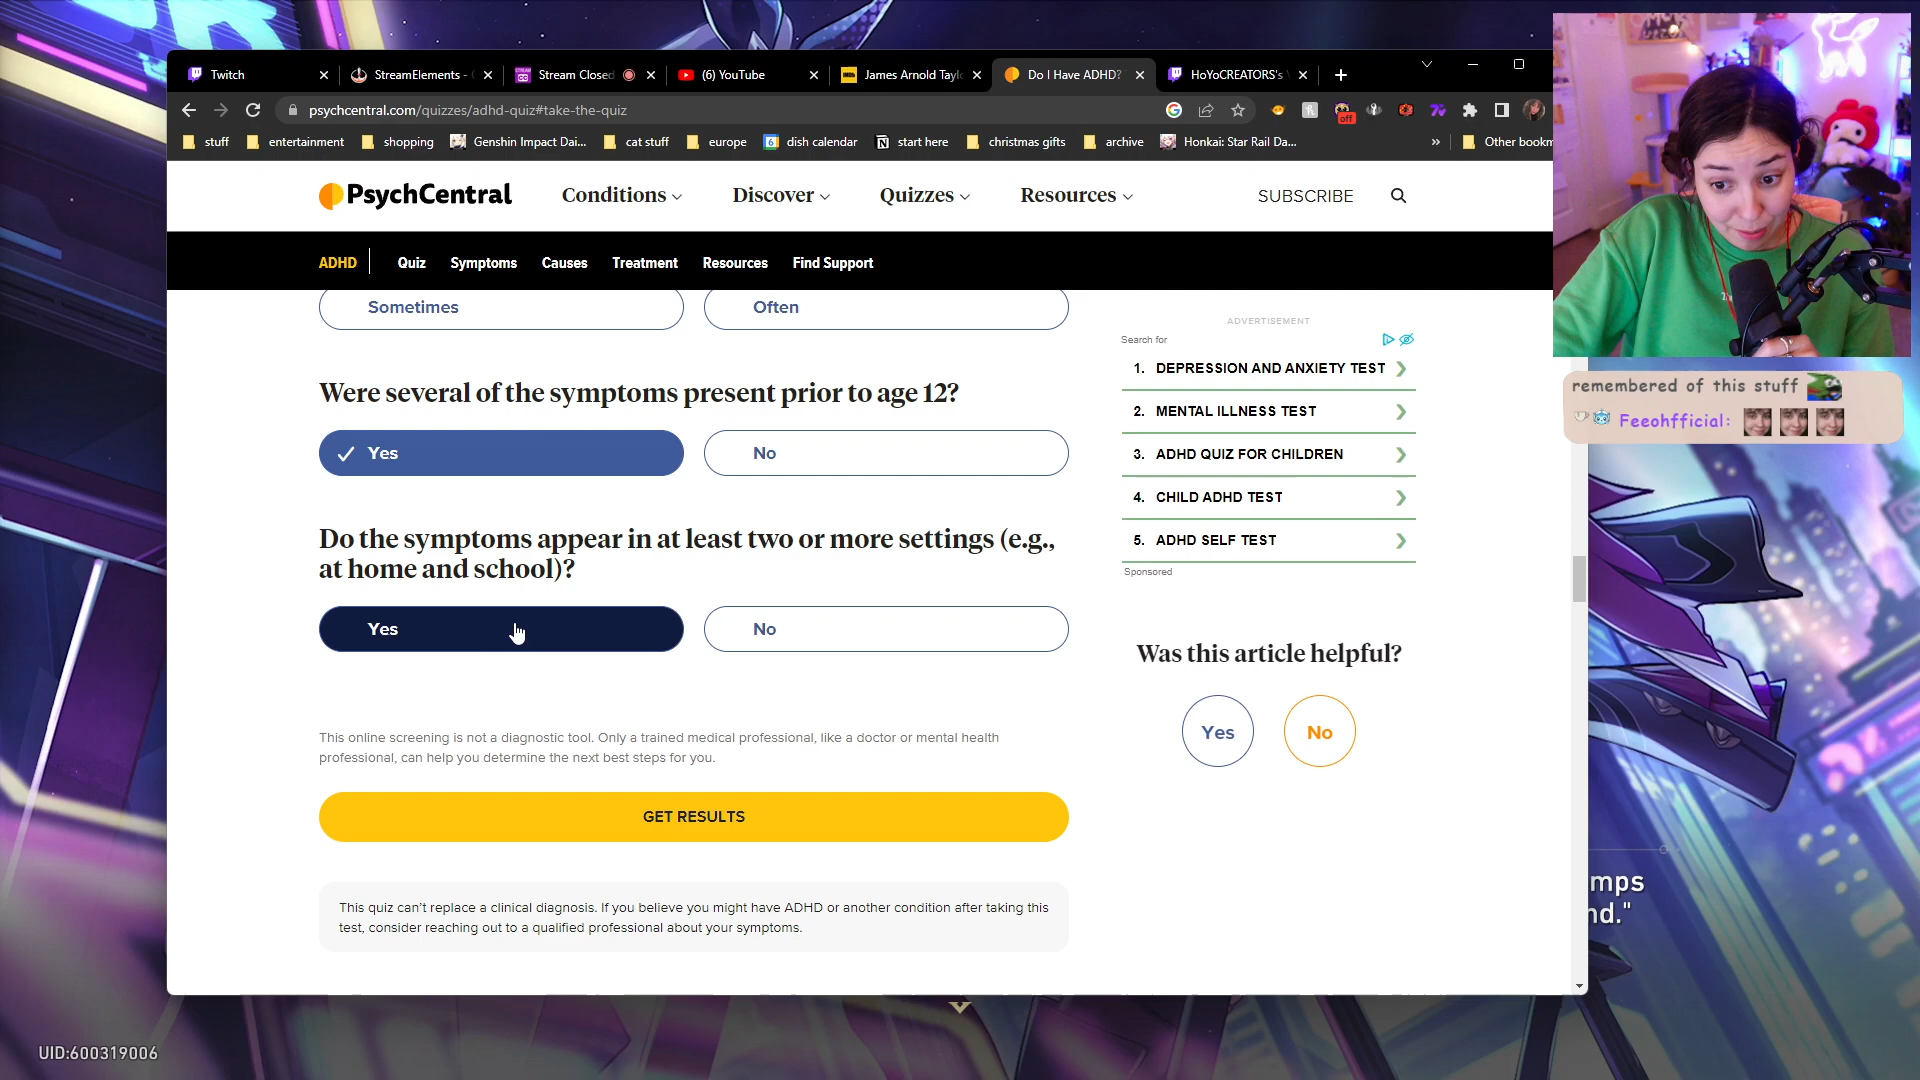 Twitch
StreamElements -
Stream Closed
(6) YouTube
James Arnold Tayl
Do I Have ADHD?
HoYoCREATORS's
psychcentral.com/quizzes/adhd-quiz#take-the-quiz
off
stuff
entertainment
shopping
Genshin Impact Dai...
cat stuff
europe
dish calendar
start here
christmas gifts
archive
Honkai: Star Rail Da...
»
Other bookm
PsychCentral
Conditions
Discover
Quizzes
Resources
SUBSCRIBE
ADHD
Quiz
Symptoms
Causes
Treatment
Resources
Find Support
Sometimes
Often
Were several of the symptoms present prior to age 12?
Yes
No
Do the symptoms appear in at least two or more settings (e.g.,
at home and school)?
Yes
No
This online screening is not a diagnostic tool. Only a trained medical professional, like a doctor or mental health
professional, can help you determine the next best steps for you.
GET RESULTS
This quiz can't replace a clinical diagnosis. If you believe you might have ADHD or another condition after taking this
test, consider reaching out to a qualified professional about your symptoms.
ADVERTISEMENT
Search for
1. DEPRESSION AND ANXIETY TEST
2. MENTAL ILLNESS TEST
3. ADHD QUIZ FOR CHILDREN
4. CHILD ADHD TEST
5. ADHD SELF TEST
Sponsored
Was this article helpful?
Yes
No
remembered of this stuff
Feeohfficial:
mps
nd."
UID:600319006